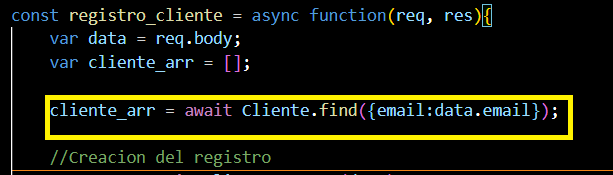 const registro_cliente = async function(req, res){
var data = req.body;
var cliente_arr = [];
cliente_arr = await Cliente.find({email:data.email});
//Creacion del registro